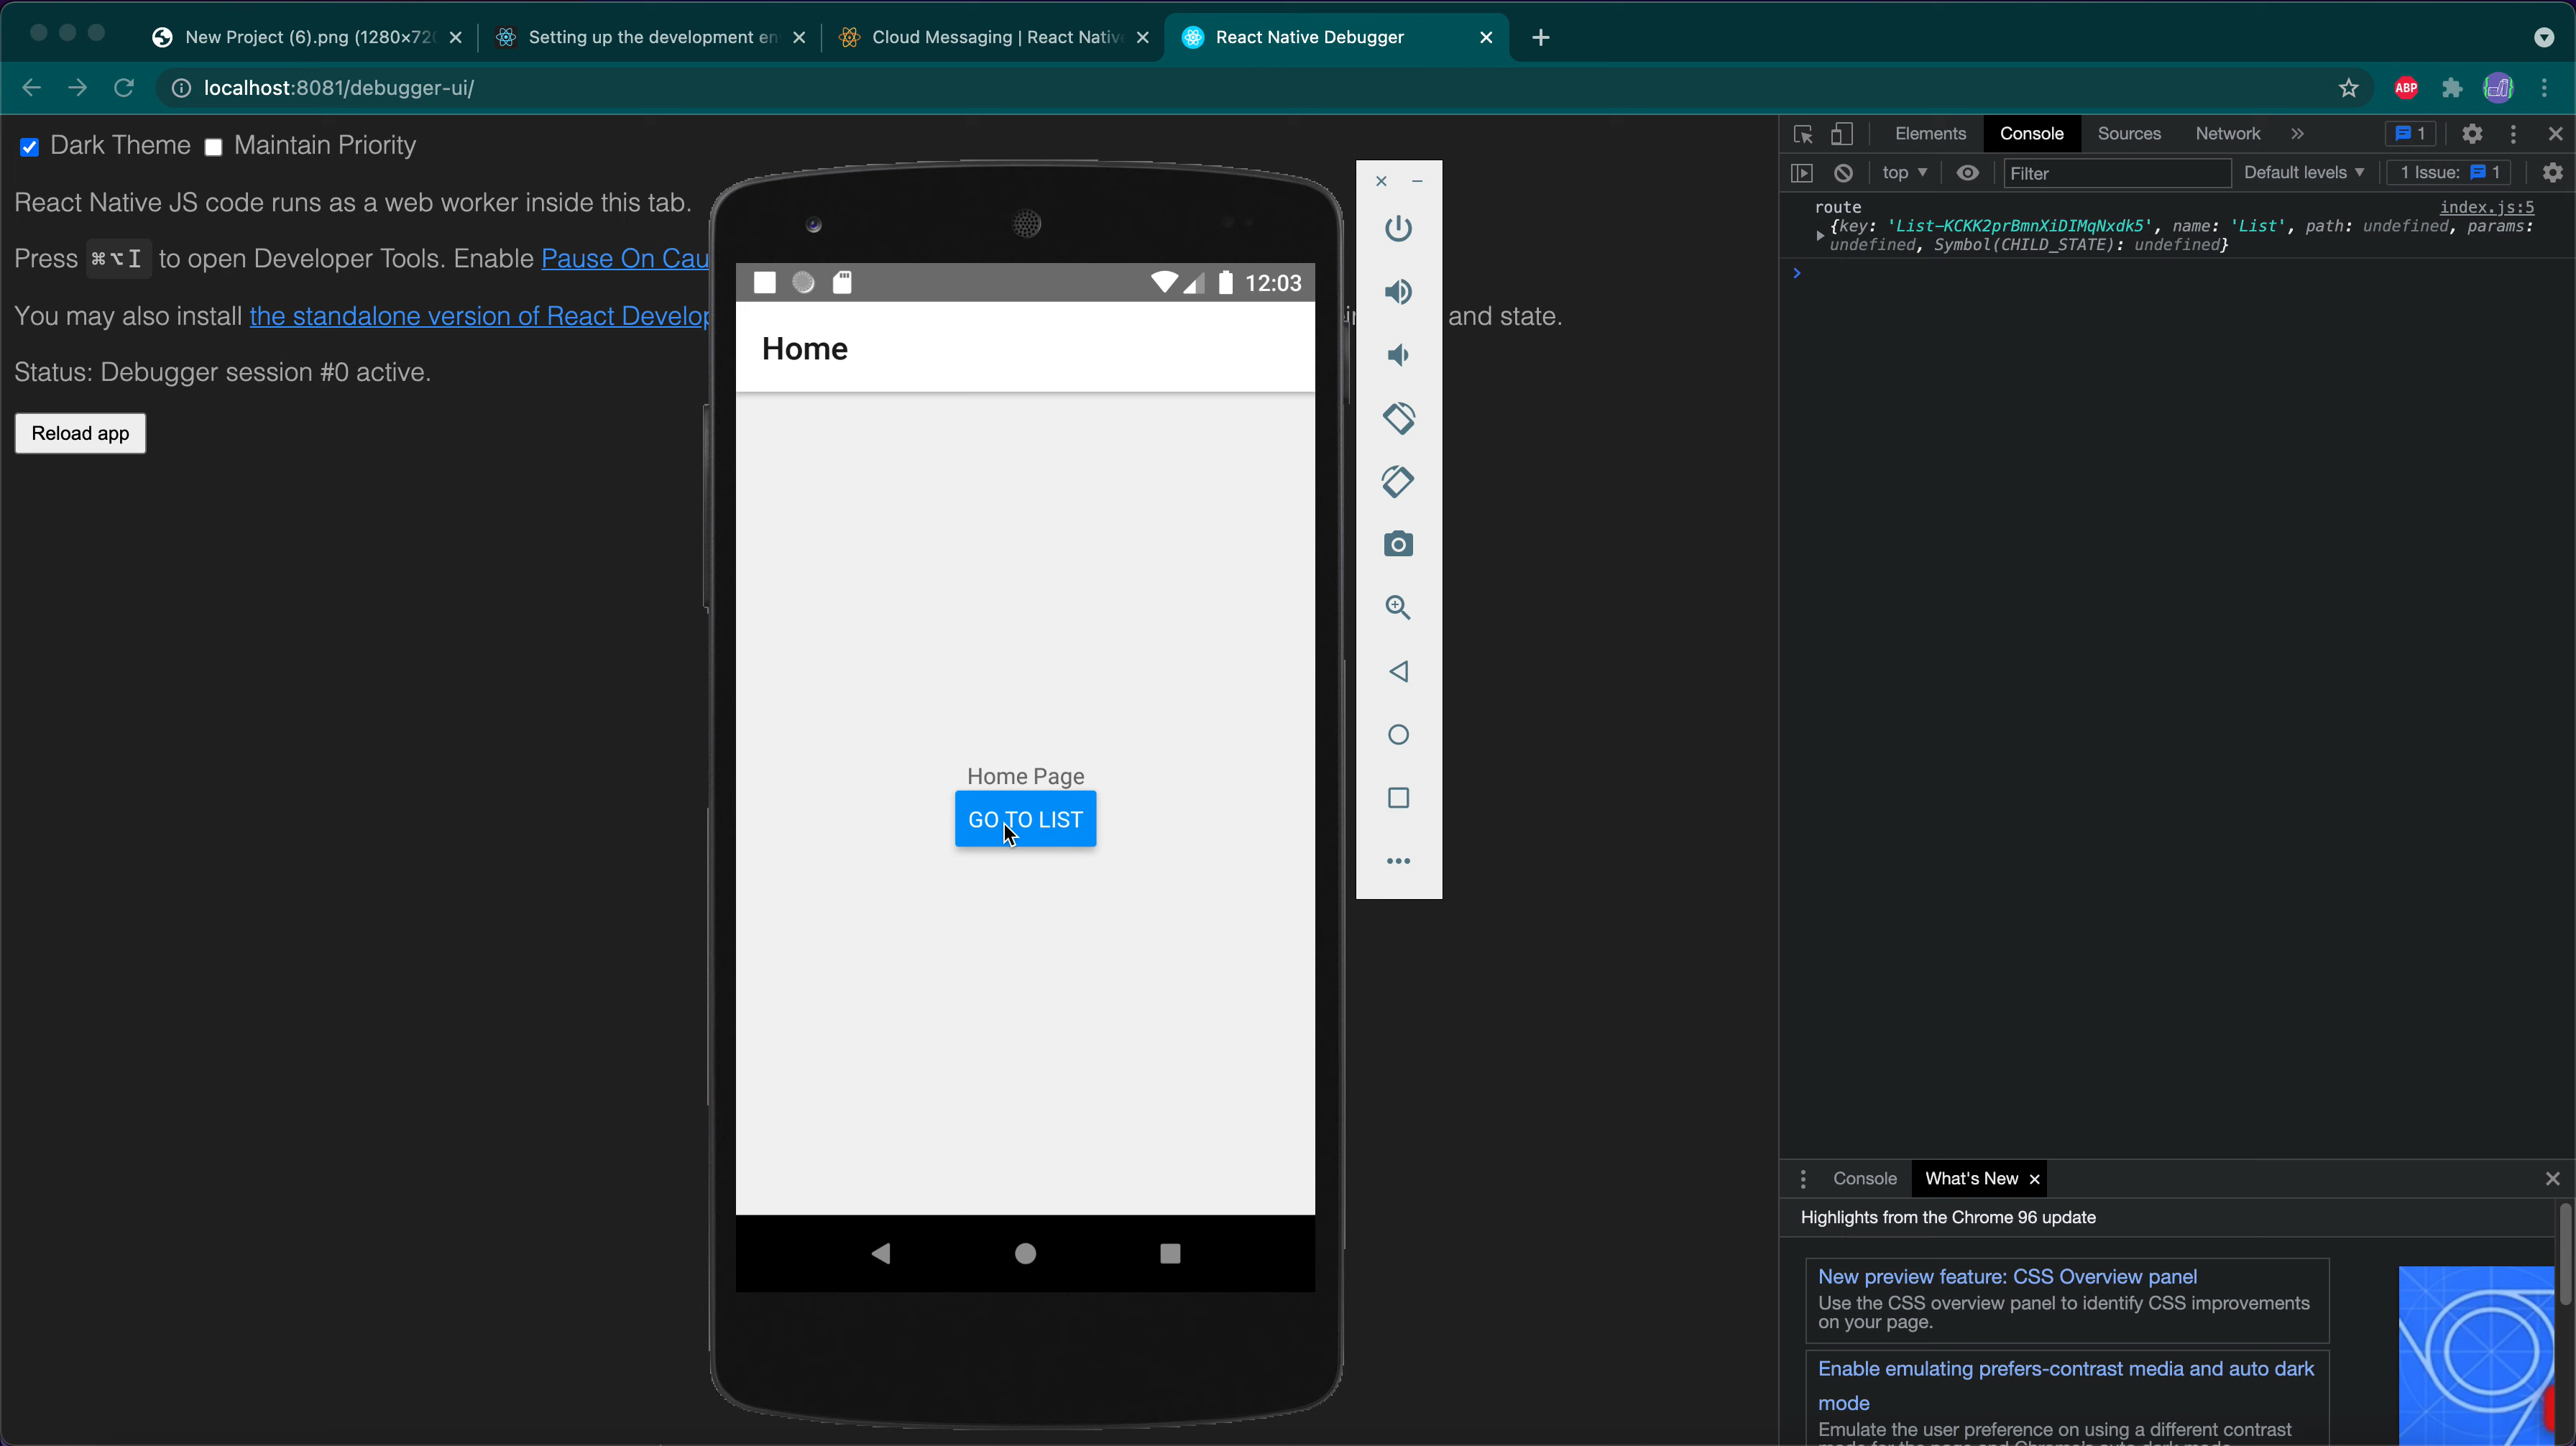 New Project (6).png (1280×72
Setting up the development en
Cloud Messaging | React Nativ
React Native Debugger
localhost:8081/debugger-ui/
ABP
Dark Theme Maintain Priority
React Native JS code runs as a web worker inside this tab.
Press ⌘⌥I to open Developer Tools. Enable Pause On Cau
You may also install the standalone version of React Develop
and state.
Status: Debugger session #0 active.
Reload app
12:03
Home
Home Page
GO TO LIST
Elements Console Sources Network » 1
top ▼ Filter Default levels ▼ 1 Issue: 1
route index.js:5
{key: 'List-KCKK2prBmnXiDIMqNxdk5', name: 'List', path: undefined, params:
undefined, Symbol(CHILD_STATE): undefined}
Console What's New
Highlights from the Chrome 96 update
New preview feature: CSS Overview panel
Use the CSS overview panel to identify CSS improvements
on your page.
Enable emulating prefers-contrast media and auto dark
mode
Emulate the user preference on using a different contrast